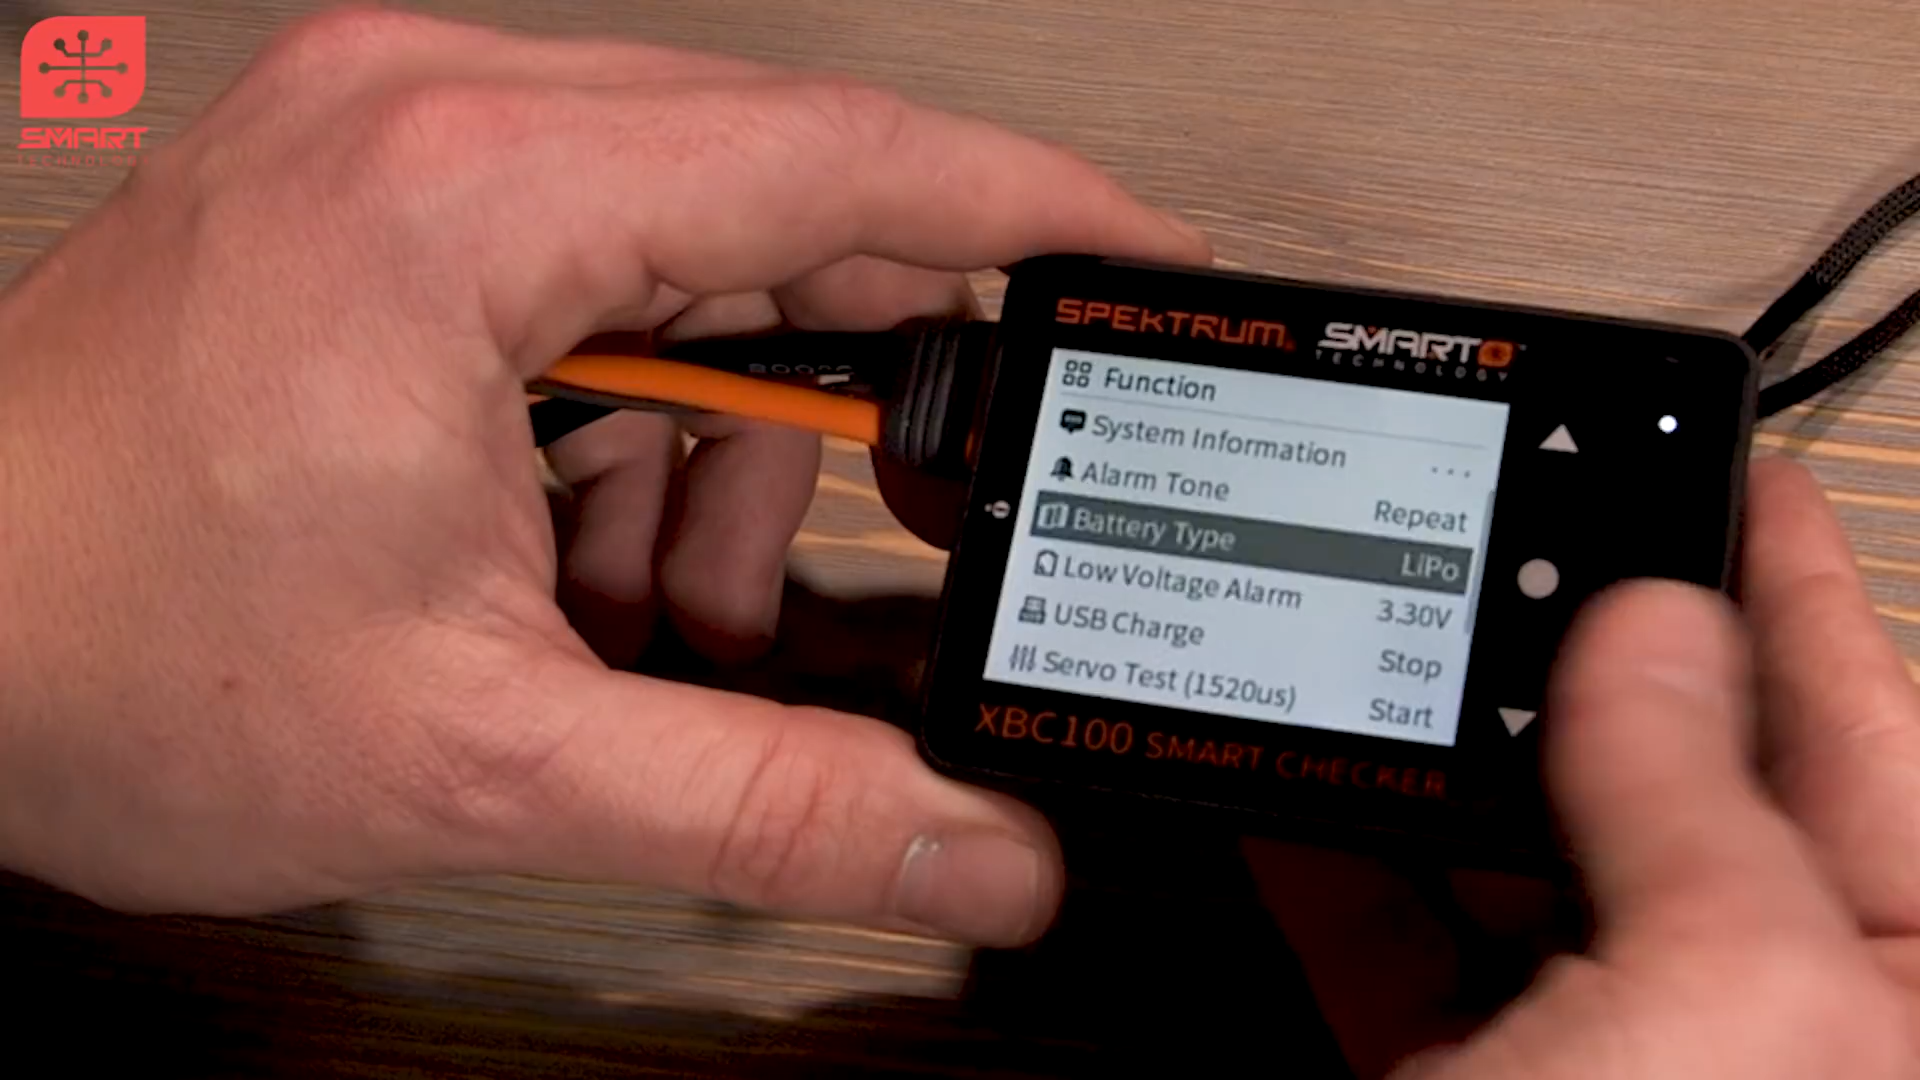 SMART
TECHNOLOGY
SPEKTRUM.
SMART
TECHNOLOGY
Function
System Information ...
Alarm Tone Repeat
Battery Type LiPo
Low Voltage Alarm 3.30V
USB Charge Stop
Servo Test (1520us) Start
XBC100 SMART CHECKER